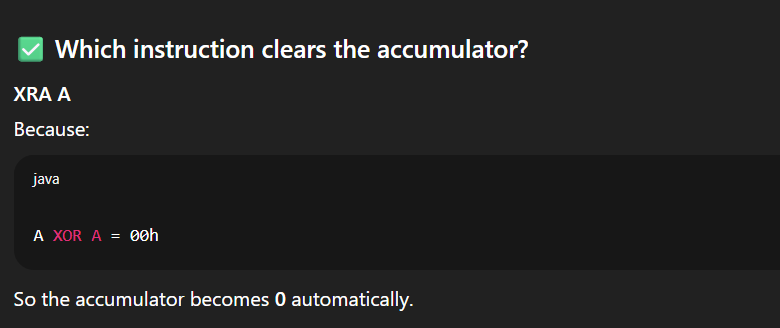 ✅ Which instruction clears the accumulator?
XRA A
Because:
java
A XOR A = 00h
So the accumulator becomes 0 automatically.